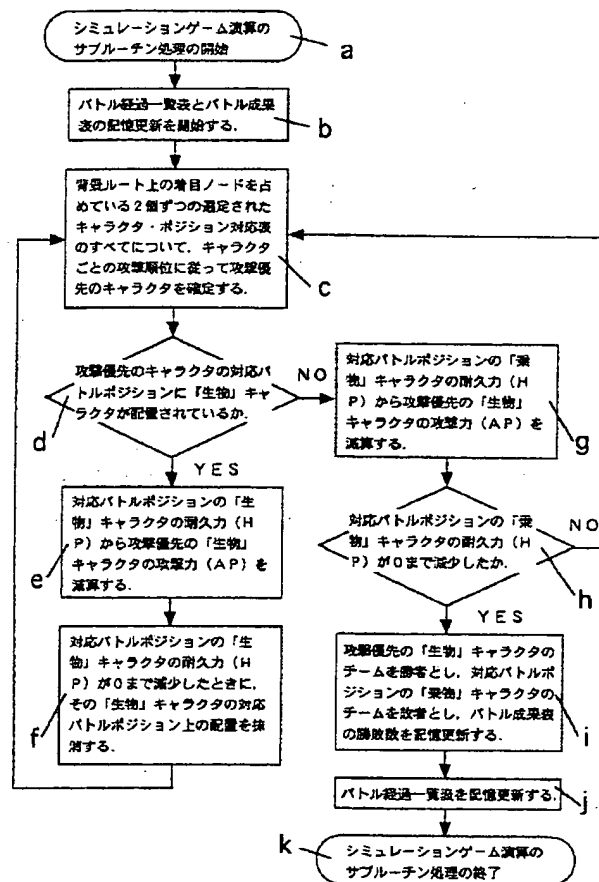 シミュレーションゲーム演算の
サブルーチン処理の開始
a
バトル経過一覧表とバトル成果
表の記憶更新を開始する．
b
背景ルート上の着目ノードを占
めている２個ずつの選定された
キャラクタ・ポジション対応表
のすべてについて，キャラクタ
ごとの攻撃順位に従って攻撃優
先のキャラクタを確定する．
c
攻撃優先のキャラクタの対応バ
トルポジションに「生物」キャ
ラクタが配置されているか．
d
NO
YES
対応バトルポジションの「生
物」キャラクタの耐久力（Ｈ
Ｐ）から攻撃優先の「生物」
キャラクタの攻撃力（ＡＰ）を
減算する．
e
対応バトルポジションの「生
物」キャラクタの耐久力（Ｈ
Ｐ）が０まで減少したときに，
その「生物」キャラクタの対応
バトルポジション上の配置を抹
消する．
f
対応バトルポジションの「乗
物」キャラクタの耐久力（Ｈ
Ｐ）から攻撃優先の「生物」
キャラクタの攻撃力（ＡＰ）を
減算する．
g
対応バトルポジションの「乗
物」キャラクタの耐久力（Ｈ
Ｐ）が０まで減少したか．
h
NO
YES
攻撃優先の「生物」キャラクタの
チームを勝者とし，対応バトルポ
ジションの「乗物」キャラクタの
チームを敗者とし，バトル成果表
の勝敗数を記憶更新する．
i
バトル経過一覧表を記憶更新する．
j
k
シミュレーションゲーム演算の
サブルーチン処理の終了